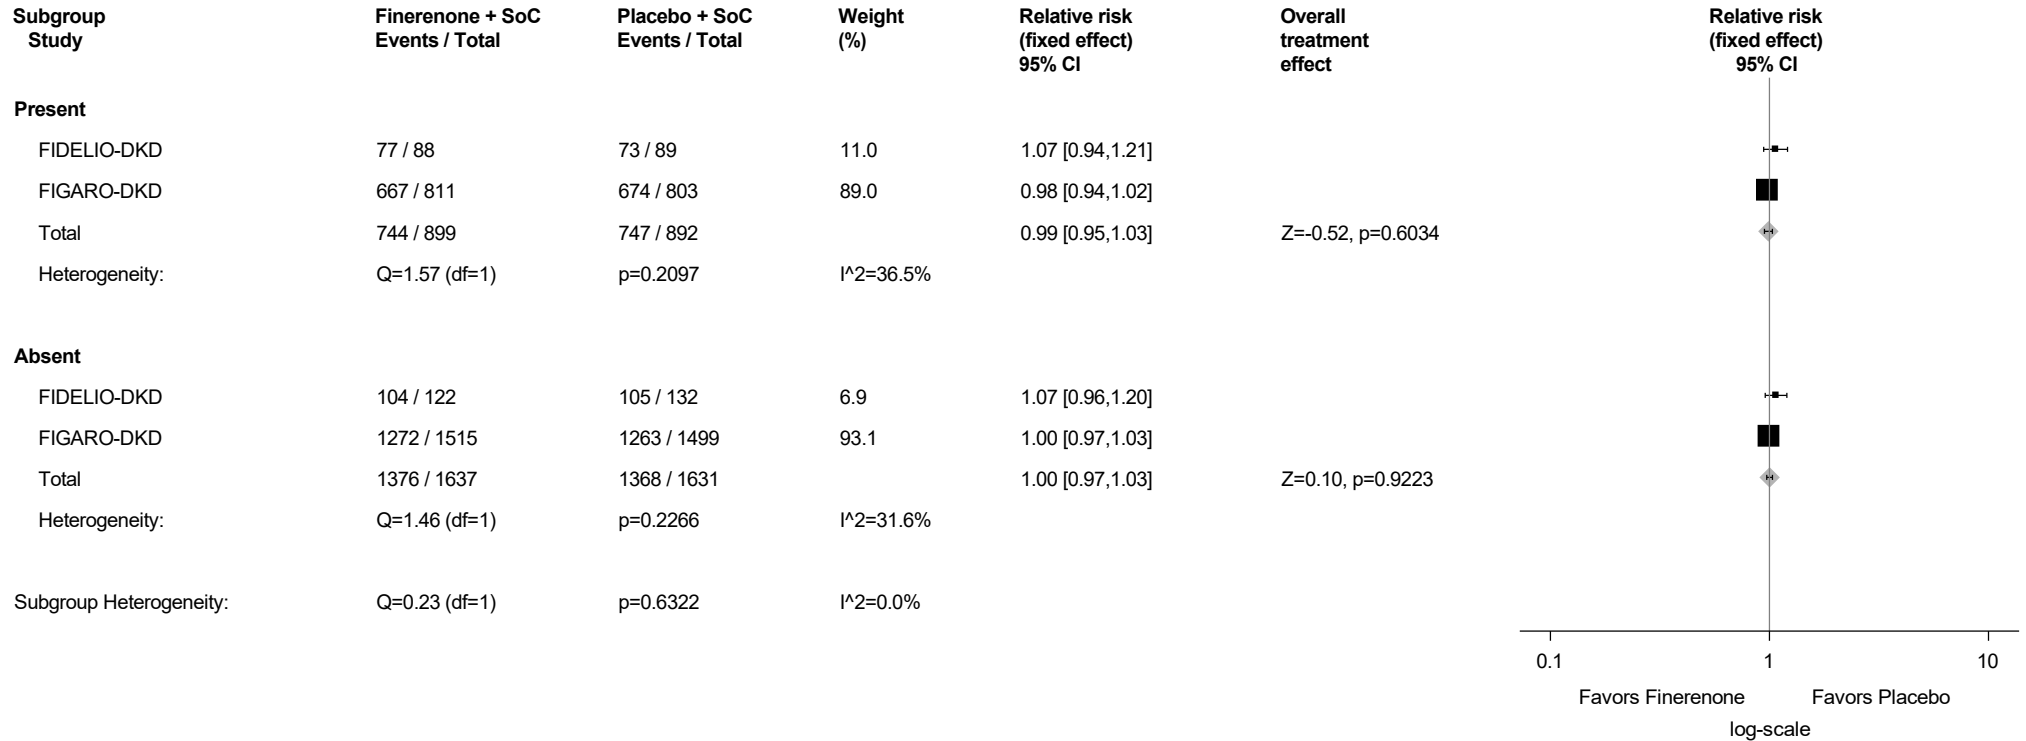 Subgroup Finerenone + SoC Placebo + SoC Weight Relative risk Overall Relative risk
Study Events / Total Events / Total (%) (fixed effect) treatment (fixed effect)
95% CI effect 95% CI
Present
FIDELIO-DKD 77 / 88 73 / 89 11.0 1.07 [0.94,1.21]
FIGARO-DKD 667 / 811 674 / 803 89.0 0.98 [0.94,1.02]
Total 744 / 899 747 / 892 0.99 [0.95,1.03] Z=-0.52, p=0.6034
Heterogeneity: Q=1.57 (df=1) p=0.2097 I^2=36.5%
Absent
FIDELIO-DKD 104 / 122 105 / 132 6.9 1.07 [0.96,1.20]
FIGARO-DKD 1272 / 1515 1263 / 1499 93.1 1.00 [0.97,1.03]
Total 1376 / 1637 1368 / 1631 1.00 [0.97,1.03] Z=0.10, p=0.9223
Heterogeneity: Q=1.46 (df=1) p=0.2266 I^2=31.6%
Subgroup Heterogeneity: Q=0.23 (df=1) p=0.6322 I^2=0.0%
0.1 1 10
Favors Finerenone Favors Placebo
log-scale